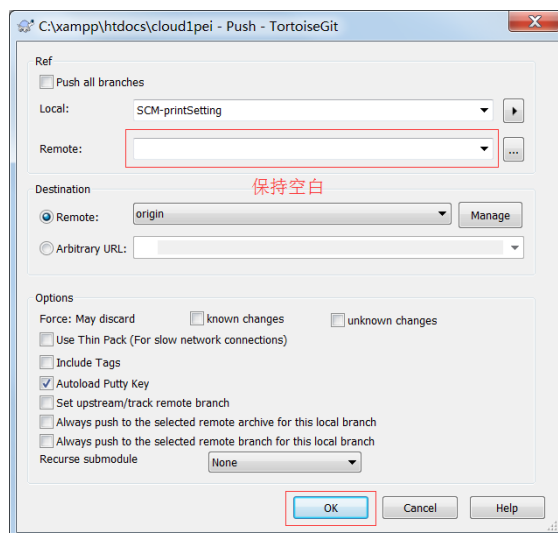 C:\xampp\htdocs\cloud1pei - Push - TortoiseGit
Ref
Push all branches
Local: SCM-printSetting
Remote: ...
保持空白
Destination
Remote: origin Manage
Arbitrary URL:
Options
Force: May discard known changes unknown changes
Use Thin Pack (For slow network connections)
Include Tags
Autoload Putty Key
Set upstream/track remote branch
Always push to the selected remote archive for this local branch
Always push to the selected remote branch for this local branch
Recurse submodule None
OK Cancel Help